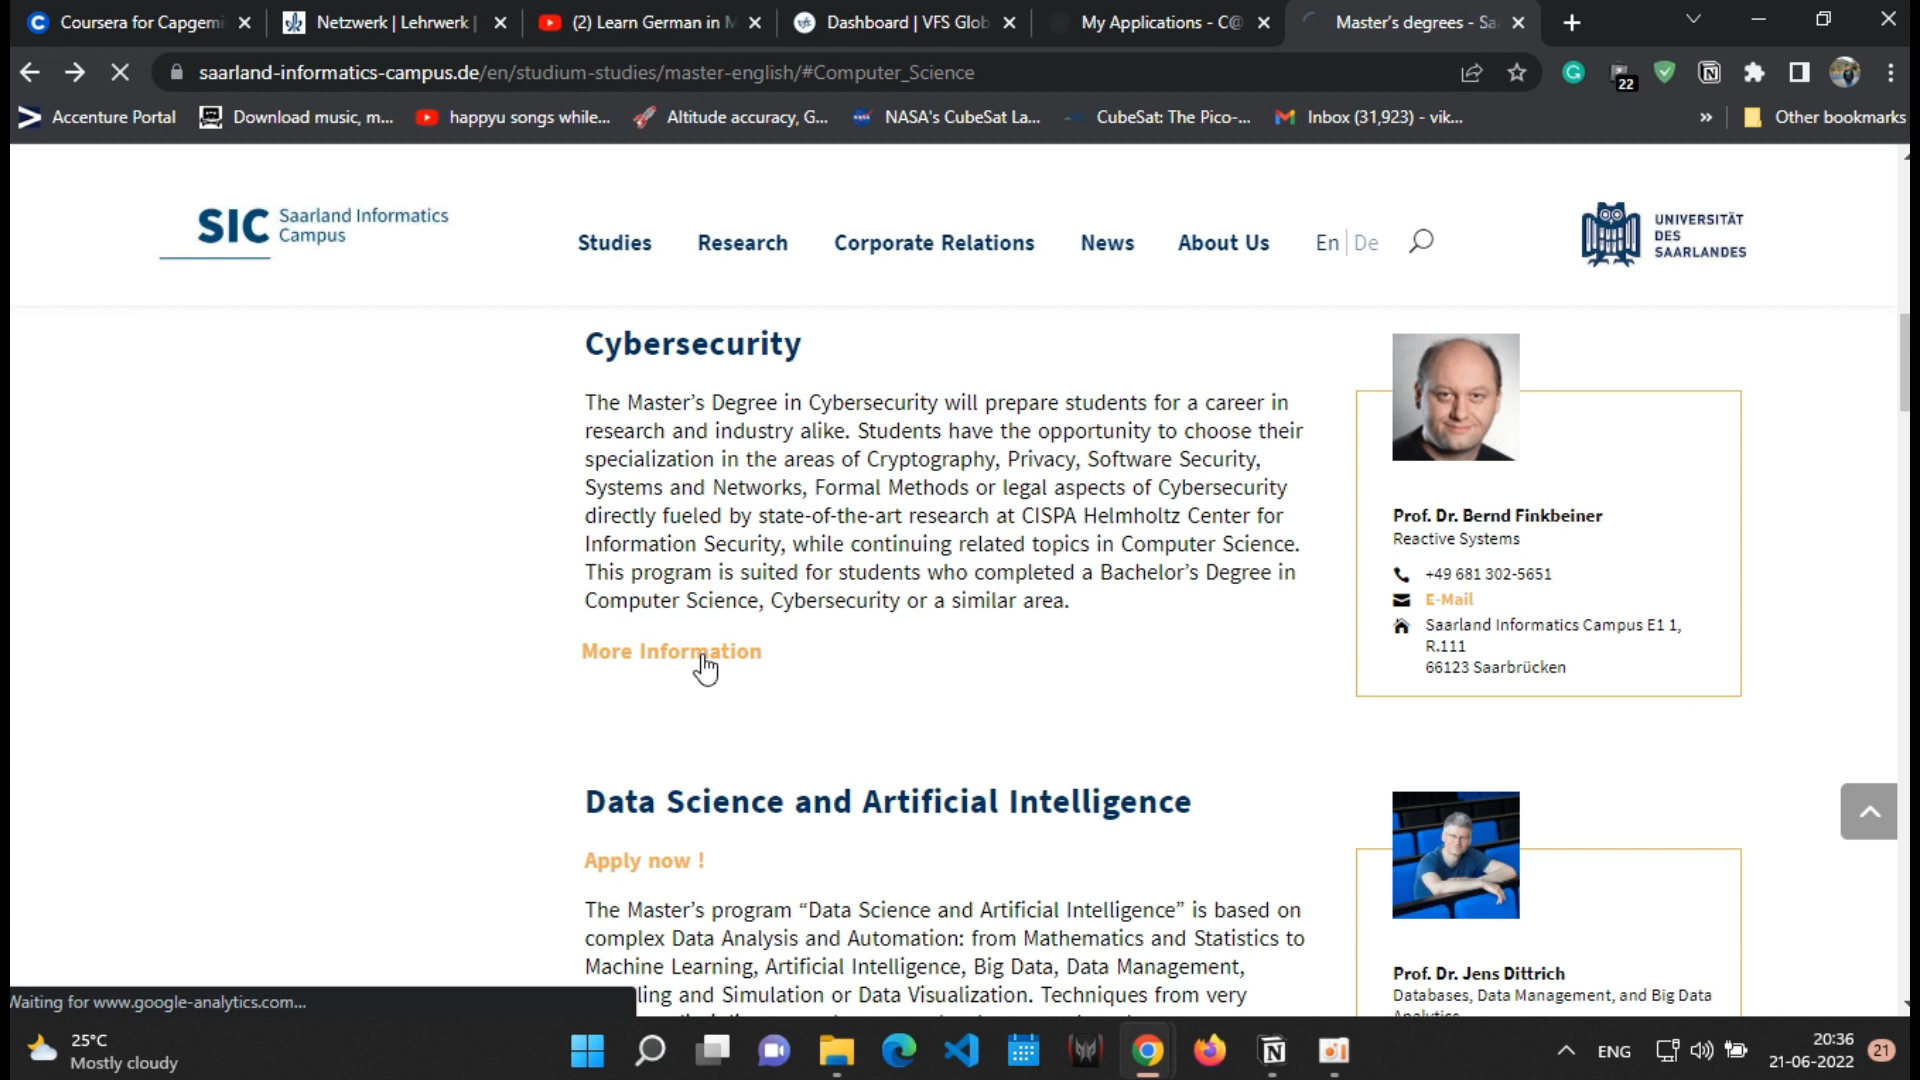 Coursera for Capgemi
Netzwerk | Lehrwerk |
(2) Learn German in M
Dashboard | VFS Glob
My Applications - C@
Master's degrees - Sa
saarland-informatics-campus.de/en/studium-studies/master-english/#Computer_Science
22
Accenture Portal
Download music, m...
happyu songs while...
Altitude accuracy, G...
NASA's CubeSat La...
CubeSat: The Pico-...
Inbox (31,923) - vik...
»
Other bookmarks
SIC Saarland Informatics
Campus
Studies
Research
Corporate Relations
News
About Us
En | De
UNIVERSITÄT
DES
SAARLANDES
Cybersecurity
The Master's Degree in Cybersecurity will prepare students for a career in
research and industry alike. Students have the opportunity to choose their
specialization in the areas of Cryptography, Privacy, Software Security,
Systems and Networks, Formal Methods or legal aspects of Cybersecurity
directly fueled by state-of-the-art research at CISPA Helmholtz Center for
Information Security, while continuing related topics in Computer Science.
This program is suited for students who completed a Bachelor's Degree in
Computer Science, Cybersecurity or a similar area.
More Information
Prof. Dr. Bernd Finkbeiner
Reactive Systems
+49 681 302-5651
E-Mail
Saarland Informatics Campus E1 1,
R.111
66123 Saarbrücken
Data Science and Artificial Intelligence
Apply now !
The Master's program “Data Science and Artificial Intelligence” is based on
complex Data Analysis and Automation: from Mathematics and Statistics to
Machine Learning, Artificial Intelligence, Big Data, Data Management,
ling and Simulation or Data Visualization. Techniques from very
Prof. Dr. Jens Dittrich
Databases, Data Management, and Big Data
Analytics
Waiting for www.google-analytics.com...
25°C
Mostly cloudy
ENG
20:36
21-06-2022
21